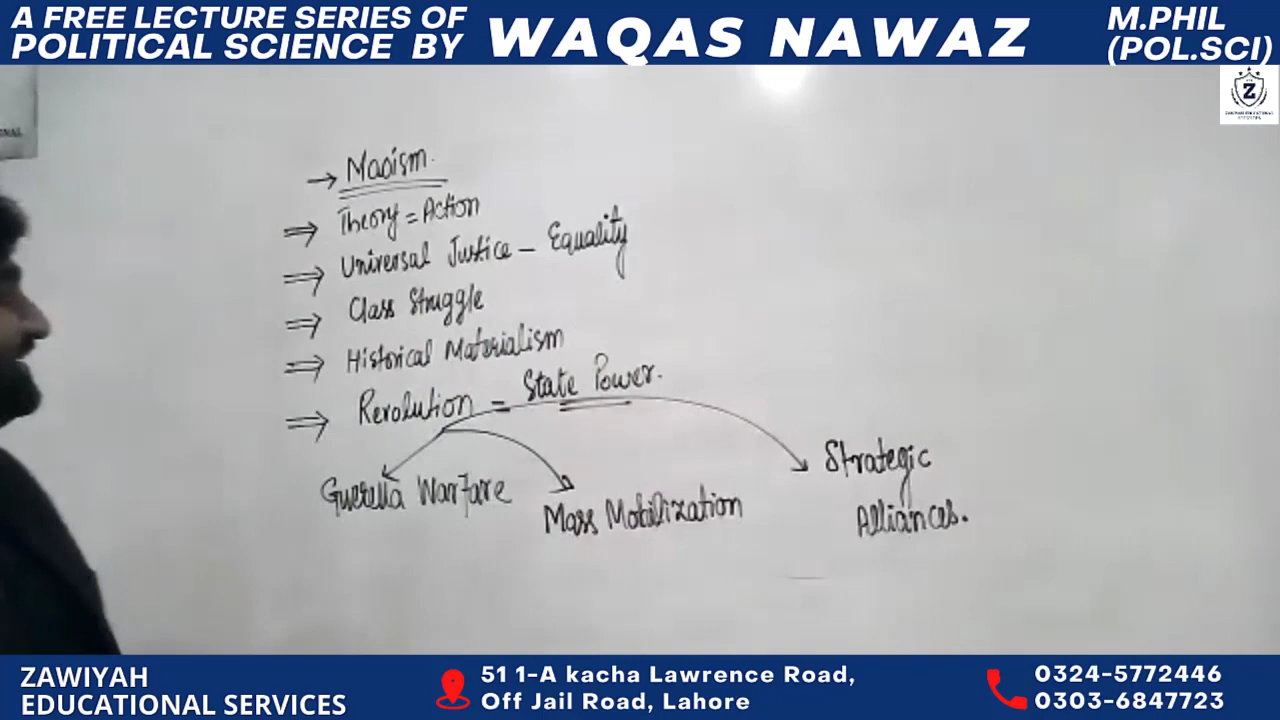 A FREE LECTURE SERIES OF
POLITICAL SCIENCE BY
WAQAS NAWAZ
M.PHIL
(POL.SCI)
Z
→ Maoism.
⇒ Theory = Action
⇒ Universal Justice – Equality
⇒ Class Struggle
⇒ Historical Materialism
⇒ Revolution = State Power.
Guerella Warfare
Mass Mobilization
Strategic
Alliances.
ZAWIYAH
EDUCATIONAL SERVICES
51 1-A kacha Lawrence Road,
Off Jail Road, Lahore
0324-5772446
0303-6847723